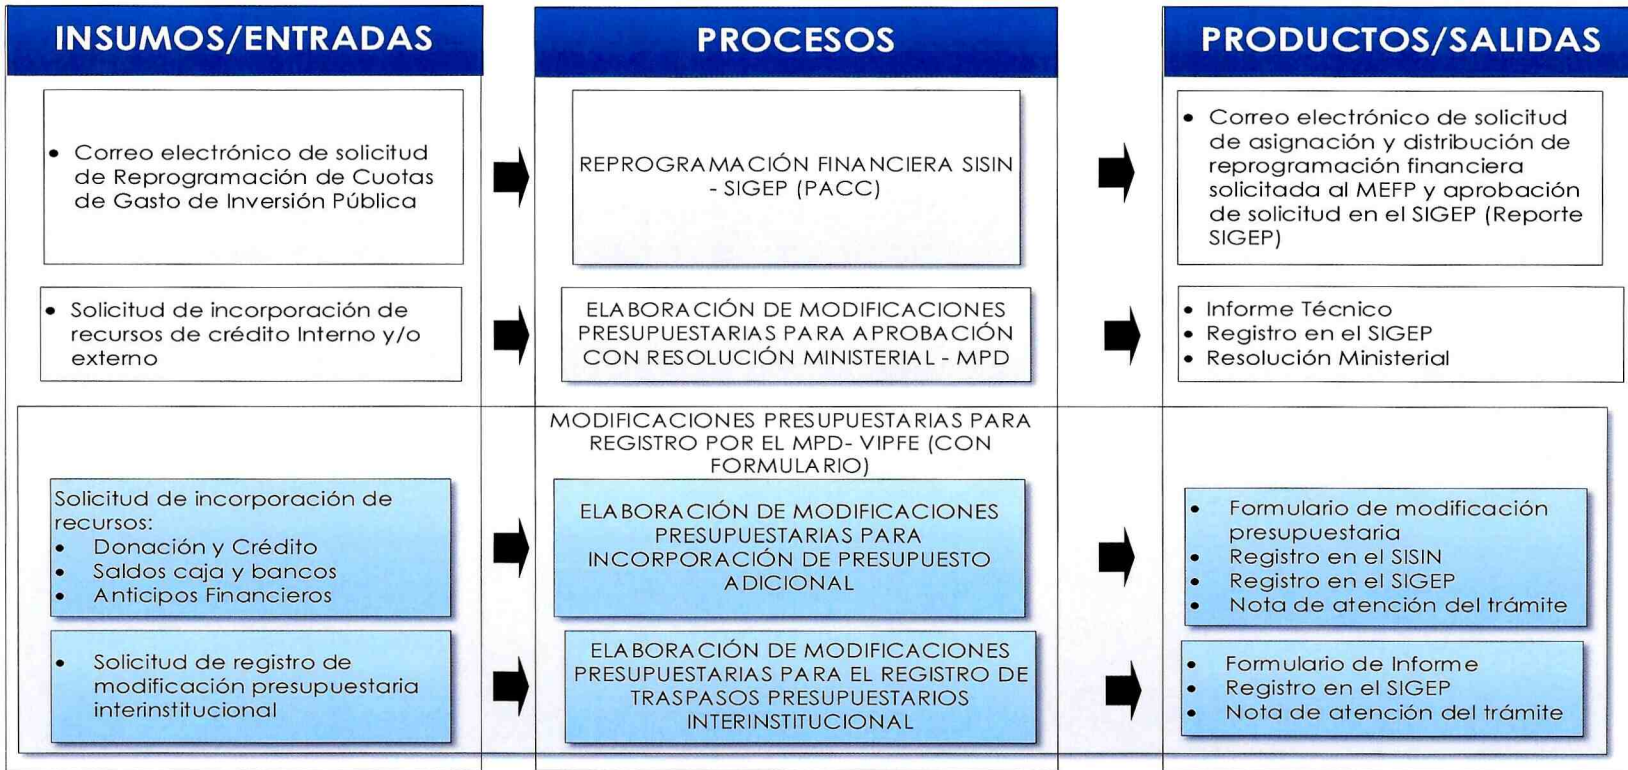 INSUMOS/ENTRADAS
PROCESOS
PRODUCTOS/SALIDAS
• Correo electrónico de solicitud
de Reprogramación de Cuotas
de Gasto de Inversión Pública
REPROGRAMACIÓN FINANCIERA SISIN
- SIGEP (PACC)
• Correo electrónico de solicitud
de asignación y distribución de
reprogramación financiera
solicitada al MEFP y aprobación
de solicitud en el SIGEP (Reporte
SIGEP)
• Solicitud de incorporación de
recursos de crédito Interno y/o
externo
ELABORACIÓN DE MODIFICACIONES
PRESUPUESTARIAS PARA APROBACIÓN
CON RESOLUCIÓN MINISTERIAL - MPD
• Informe Técnico
• Registro en el SIGEP
• Resolución Ministerial
MODIFICACIONES PRESUPUESTARIAS PARA
REGISTRO POR EL MPD- VIPFE (CON
FORMULARIO)
Solicitud de incorporación de
recursos:
• Donación y Crédito
• Saldos caja y bancos
• Anticipos Financieros
ELABORACIÓN DE MODIFICACIONES
PRESUPUESTARIAS PARA
INCORPORACIÓN DE PRESUPUESTO
ADICIONAL
• Formulario de modificación
presupuestaria
• Registro en el SISIN
• Registro en el SIGEP
• Nota de atención del trámite
• Solicitud de registro de
modificación presupuestaria
interinstitucional
ELABORACIÓN DE MODIFICACIONES
PRESUPUESTARIAS PARA EL REGISTRO DE
TRASPASOS PRESUPUESTARIOS
INTERINSTITUCIONAL
• Formulario de Informe
• Registro en el SIGEP
• Nota de atención del trámite